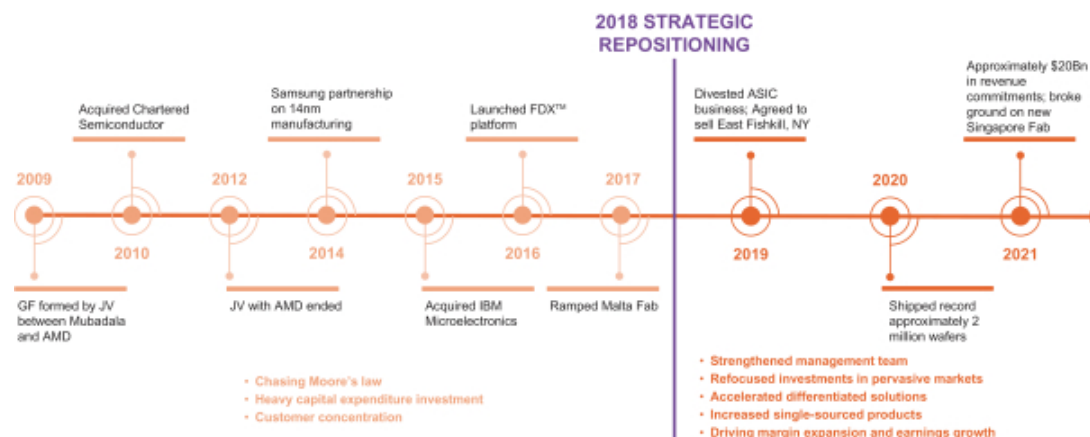 2018 STRATEGIC
REPOSITIONING
Acquired Chartered
Semiconductor
Samsung partnership
on 14nm
manufacturing
Launched FDX™
platform
Divested ASIC
business; Agreed to
sell East Fishkill, NY
Approximately $20Bn
in revenue
commitments; broke
ground on new
Singapore Fab
2009
2012
2015
2017
2020
2010
2014
2016
2019
2021
GF formed by JV
between Mubadala
and AMD
JV with AMD ended
Acquired IBM
Microelectronics
Ramped Malta Fab
Shipped record
approximately 2
million wafers
• Chasing Moore's law
• Heavy capital expenditure investment
• Customer concentration
• Strengthened management team
• Refocused investments in pervasive markets
• Accelerated differentiated solutions
• Increased single-sourced products
• Driving margin expansion and earnings growth